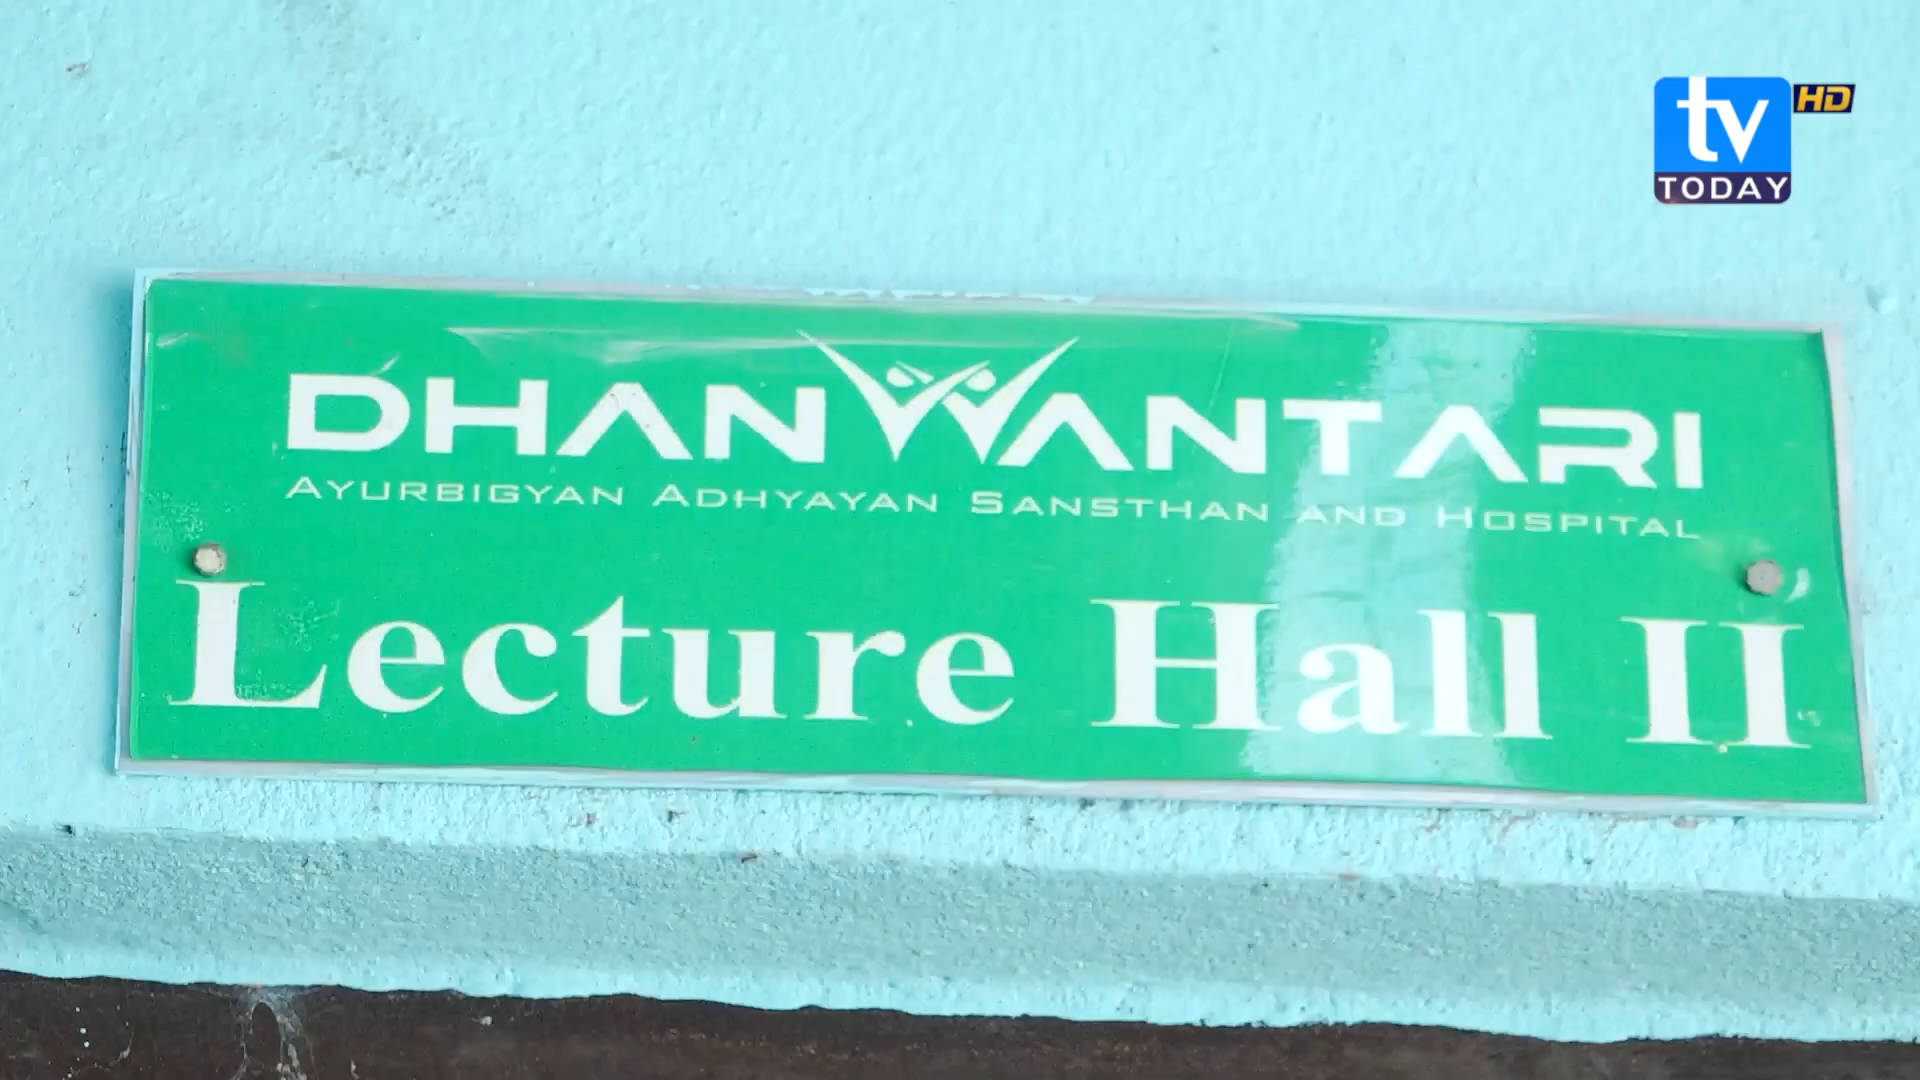 tv HD
TODAY
DHANWANTARI
AYURBIGYAN ADHYAYAN SANSTHAN AND HOSPITAL
Lecture Hall II